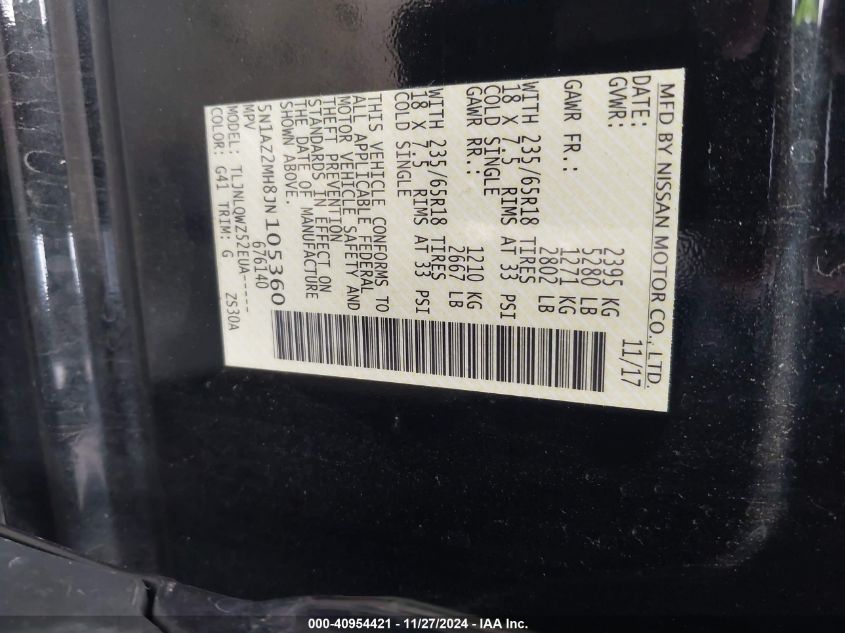 MFD BY NISSAN MOTOR CO., LTD.
DATE: 11/17
GVWR: 2395 KG
5280 LB
GAWR FR.: 1271 KG
2802 LB
WITH 235/65R18 TIRES
18 X 7.5 RIMS AT 33 PSI
COLD SINGLE
GAWR RR.: 1210 KG
2667 LB
WITH 235/65R18 TIRES
18 X 7.5 RIMS AT 33 PSI
COLD SINGLE
THIS VEHICLE CONFORMS TO
ALL APPLICABLE FEDERAL
MOTOR VEHICLE SAFETY AND
THEFT PREVENTION
STANDARDS IN EFFECT ON
THE DATE OF MANUFACTURE
SHOWN ABOVE.
5N1AZ2MH8JN105360
MPV 676140
MODEL: TLJNLQWZ52EUA-----
COLOR: G41 TRIM: G ZS30A
000-40954421 - 11/27/2024 - IAA Inc.